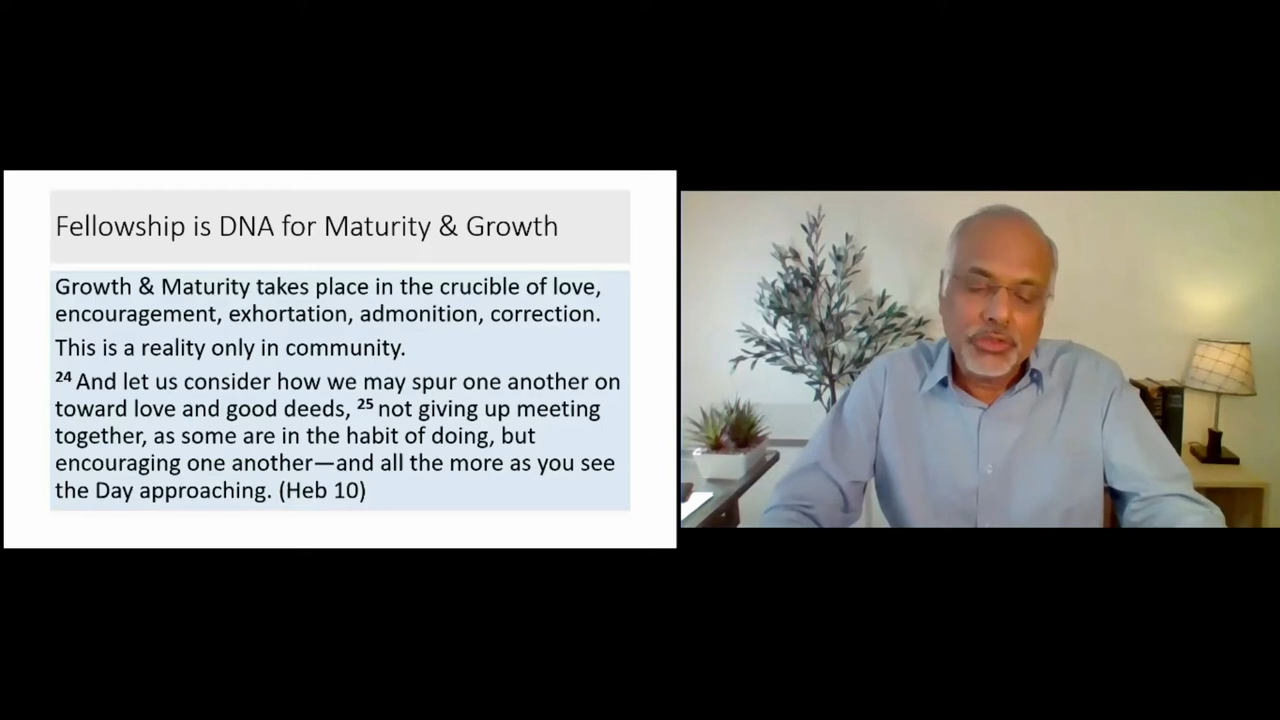 Fellowship is DNA for Maturity & Growth
Growth & Maturity takes place in the crucible of love,
encouragement, exhortation, admonition, correction.
This is a reality only in community.
24 And let us consider how we may spur one another on
toward love and good deeds, 25 not giving up meeting
together, as some are in the habit of doing, but
encouraging one another—and all the more as you see
the Day approaching. (Heb 10)